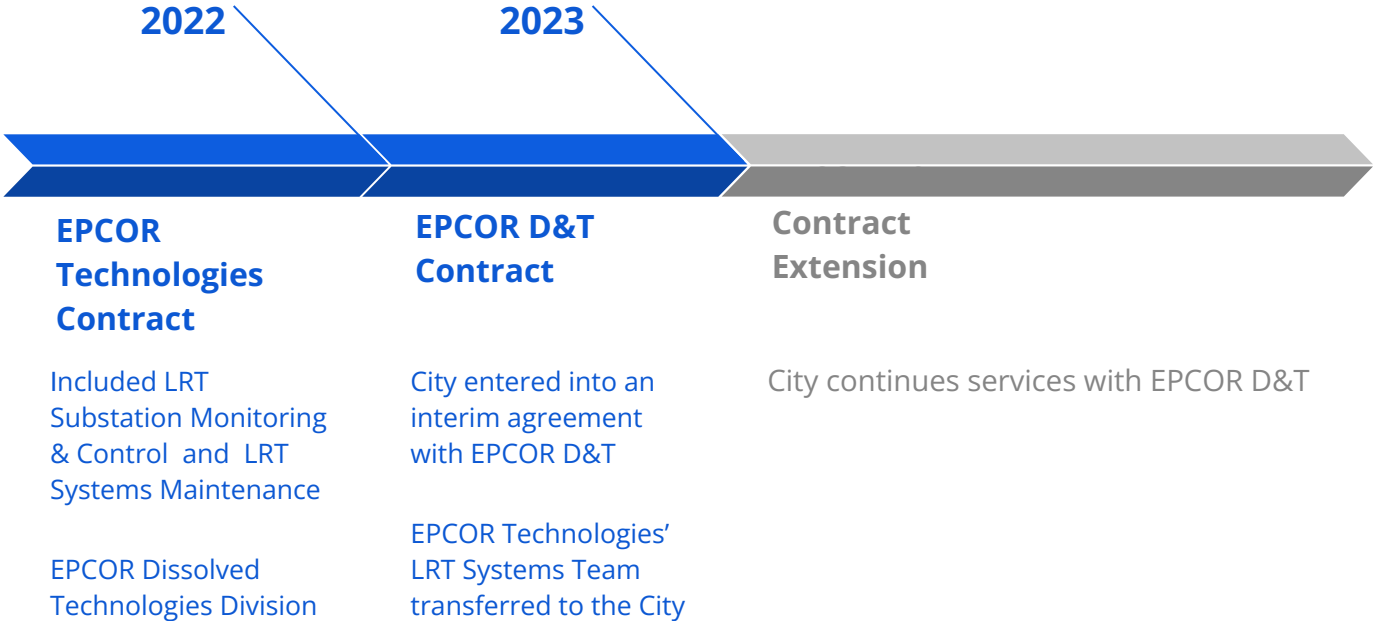 2022
2023
EPCOR
Technologies
Contract
EPCOR D&T
Contract
Contract
Extension
Included LRT
Substation Monitoring
& Control and LRT
Systems Maintenance
EPCOR Dissolved
Technologies Division
City entered into an
interim agreement
with EPCOR D&T
EPCOR Technologies’
LRT Systems Team
transferred to the City
City continues services with EPCOR D&T